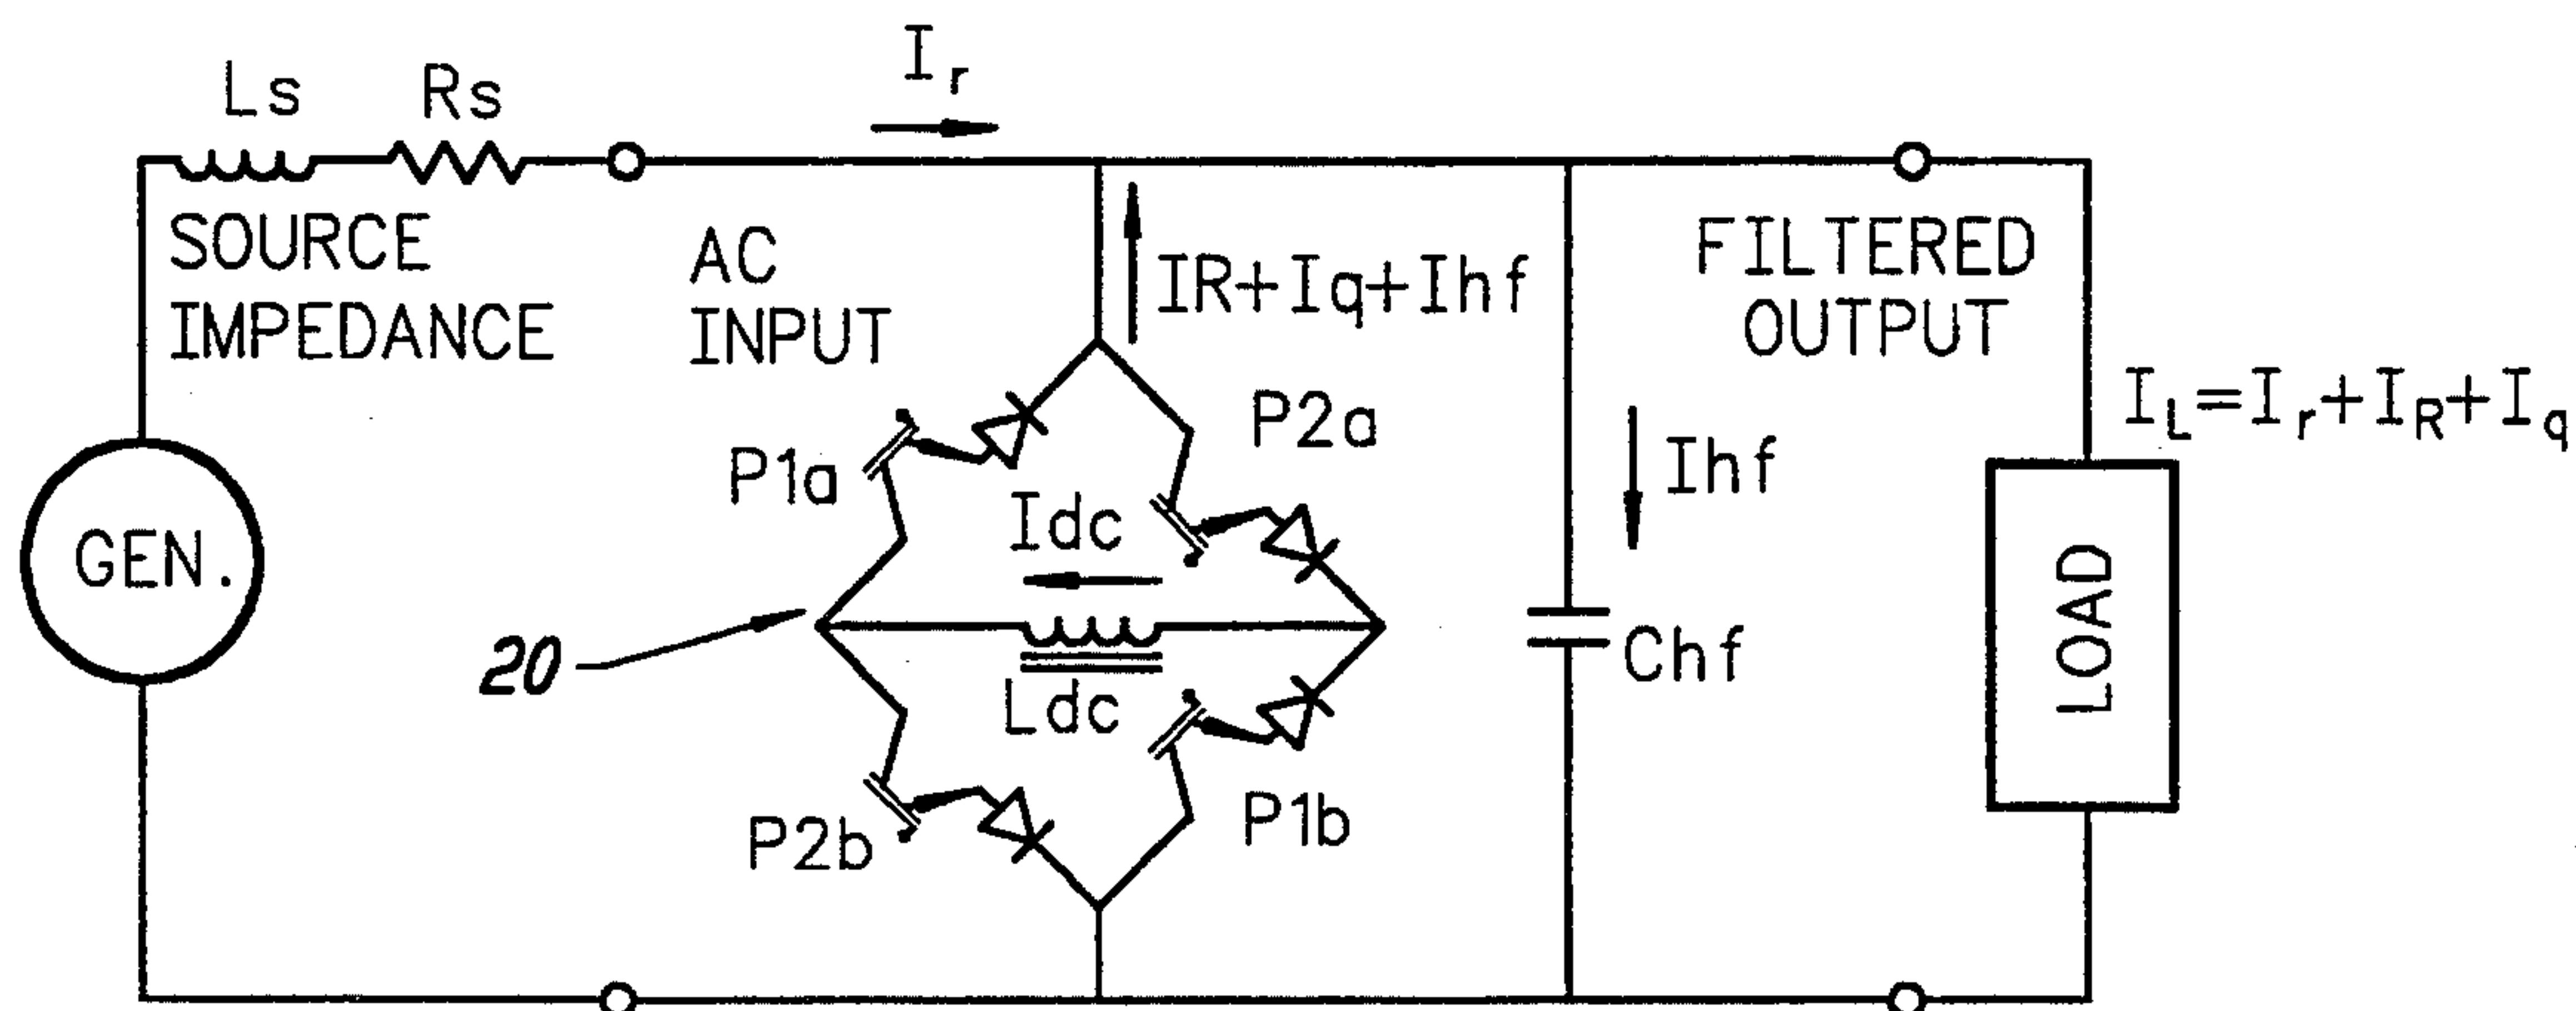 Ls
Rs
Ir
SOURCE
IMPEDANCE
AC
INPUT
IR+Iq+Ihf
FILTERED
OUTPUT
P1a
P2a
IL=Ir+IR+Iq
Idc
Ihf
GEN.
20
Ldc
Chf
LOAD
P2b
P1b